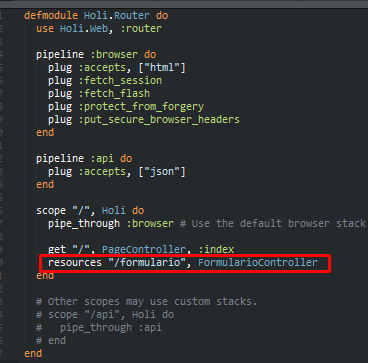 defmodule Holi.Router do
use Holi.Web, :router
pipeline :browser do
plug :accepts, ["html"]
plug :fetch_session
plug :fetch_flash
plug :protect_from_forgery
plug :put_secure_browser_headers
end
pipeline :api do
plug :accepts, ["json"]
end
scope "/", Holi do
pipe_through :browser # Use the default browser stack
get "/", PageController, :index
resources "/formulario", FormularioController
end
# Other scopes may use custom stacks.
# scope "/api", Holi do
#   pipe_through :api
# end
end